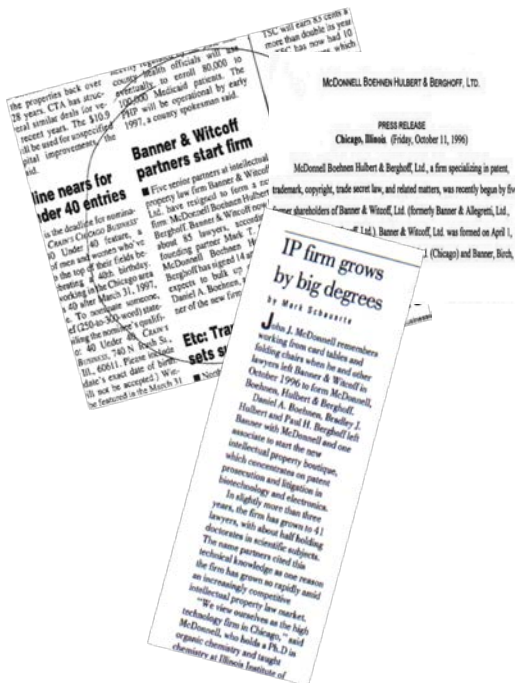 the properties back over
28 years. CTA has struc-
eral similar deals for
recent years. The $10.9
ll be used for unspecified
pital improvements, the
aid.
line nears for
der 40 entries
is the deadline for nomina-
CRAIN'S CHICAGO BUSINESS'
40 Under 40 feature, a
of men and women who've
the top of their fields be-
brating a 40th birthday.
working in the Chicago area
40 after March 31, 1997,
To nominate someone,
ef (250-to-300-word) state-
iling the nominee's qualifi-
o: 40 Under 40, CRAIN'S
BUSINESS, 740 N. Rush St.,
Ill., 60611. Please include
date's exact date of birth.
ill not be accepted.) Win-
be featured in the March 31
county health officials will use
eventually to enroll 80,000 to
100,000 Medicaid patients. The
PHP will be operational by early
1997, a county spokesman said.
Banner & Witcoff
partners start firm
■ Five senior partners at intellectual
property law firm Banner & Witcoff
Ltd. have resigned to form a
firm, McDonnell Boehnen Hulbert
Berghoff. Banner & Witcoff
about 85 lawyers,
founding partner Mark T.
McDonnell Boehnen
Berghoff has signed 14
expects to bulk up
Daniel A. Boehnen,
ner of the new firm
Etc: Tra
sets s
■ North
TSC will earn 85 cents a
more than double its year
TSC has now had 10
which
MCDONNELL BOEHNEN HULBERT & BERGHOFF, LTD.
PRESS RELEASE
Chicago, Illinois (Friday, October 11, 1996)
McDonnell Boehnen Hulbert & Berghoff, Ltd., a firm specializing in patent,
trademark, copyright, trade secret law, and related matters, was recently begun by five
former shareholders of Banner & Witcoff, Ltd. (formerly Banner & Allegretti, Ltd.,
ff, Ltd.). Banner & Witcoff, Ltd. was formed on April 1,
(Chicago) and Banner, Birch,
IP firm grows
by big degrees
by Mark Schauerte
John J. McDonnell remembers
working from card tables and
folding chairs when he and other
lawyers left Banner & Witcoff in
October 1996 to form McDonnell,
Boehnen, Hulbert & Berghoff.
Daniel A. Boehnen, Bradley J.
Hulbert and Paul H. Berghoff left
Banner with McDonnell and one
associate to start the new
intellectual property boutique,
which concentrates on patent
prosecution and litigation in
biotechnology and electronics.
In slightly more than three
years, the firm has grown to 41
lawyers, with about half holding
doctorates in scientific subjects.
The name partners cited this
technical knowledge as one reason
the firm has grown so rapidly amid
an increasingly competitive
intellectual property law market.
"We view ourselves as the high
technology firm in Chicago," said
McDonnell, who holds a Ph.D in
organic chemistry and taught
chemistry at Illinois Institute of